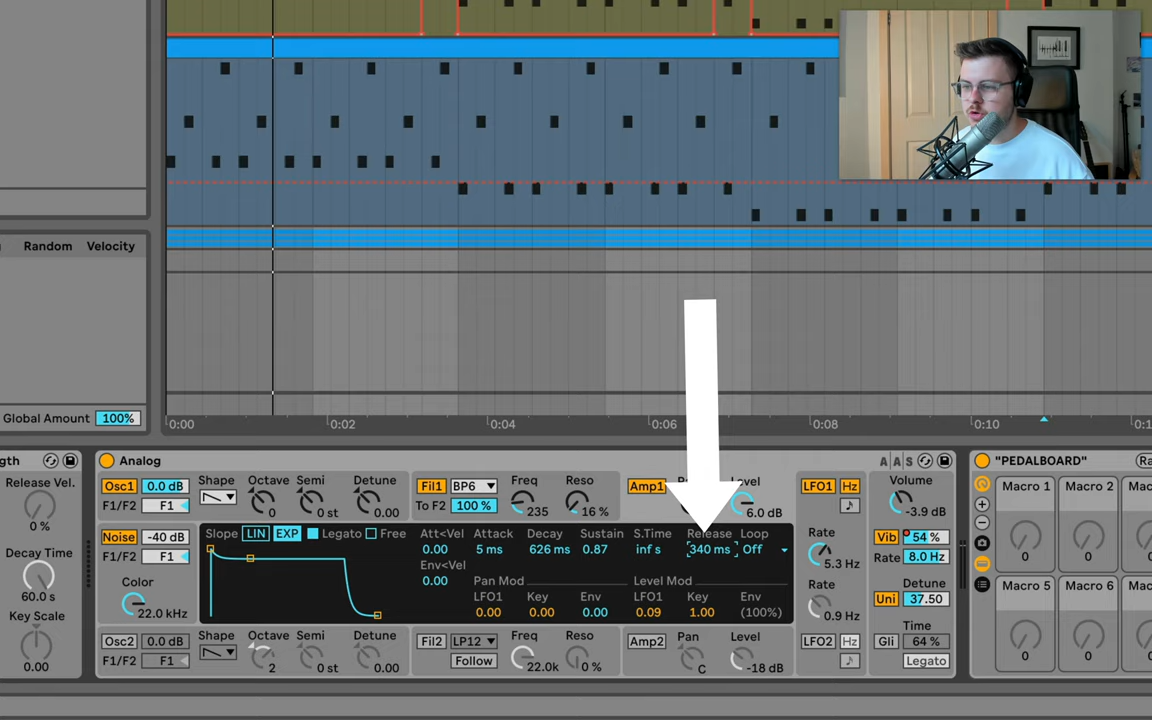 Random Velocity
Global Amount 100%
0:00 0:02 0:04 0:06 0:08 0:10
Release Vel.
0 %
Decay Time
60.0 s
Key Scale
0.00
Analog
AAS
Osc1 0.0 dB
F1/F2 F1
Shape Octave Semi Detune
0 0 st 0.00
Fil1 BP6 Freq Reso
To F2 100 % 235 16 %
Amp1 Level
6.0 dB
LFO1 Hz
Volume
-3.9 dB
Noise -40 dB
F1/F2 F1
Color
22.0 kHz
Slope LIN EXP Legato Free
Att<Vel Attack Decay Sustain S.Time Release Loop
0.00 5 ms 626 ms 0.87 inf s 340 ms Off
Env<Vel
0.00
Pan Mod Level Mod
LFO1 Key Env LFO1 Key Env
0.00 0.00 0.00 0.09 1.00 (100%)
Rate
5.3 Hz
Rate
0.9 Hz
Vib 54 %
Rate 8.0 Hz
Detune
Uni 37.50
Time
Gli 64 %
Legato
Osc2 0.0 dB
F1/F2 F1
Shape Octave Semi Detune
2 0 st 0.00
Fil2 LP12 Freq Reso
Follow 22.0k 0 %
Amp2 Pan Level
C -18 dB
LFO2 Hz
"PEDALBOARD"
Macro 1 Macro 2
0 0
Macro 5 Macro 6
0 0